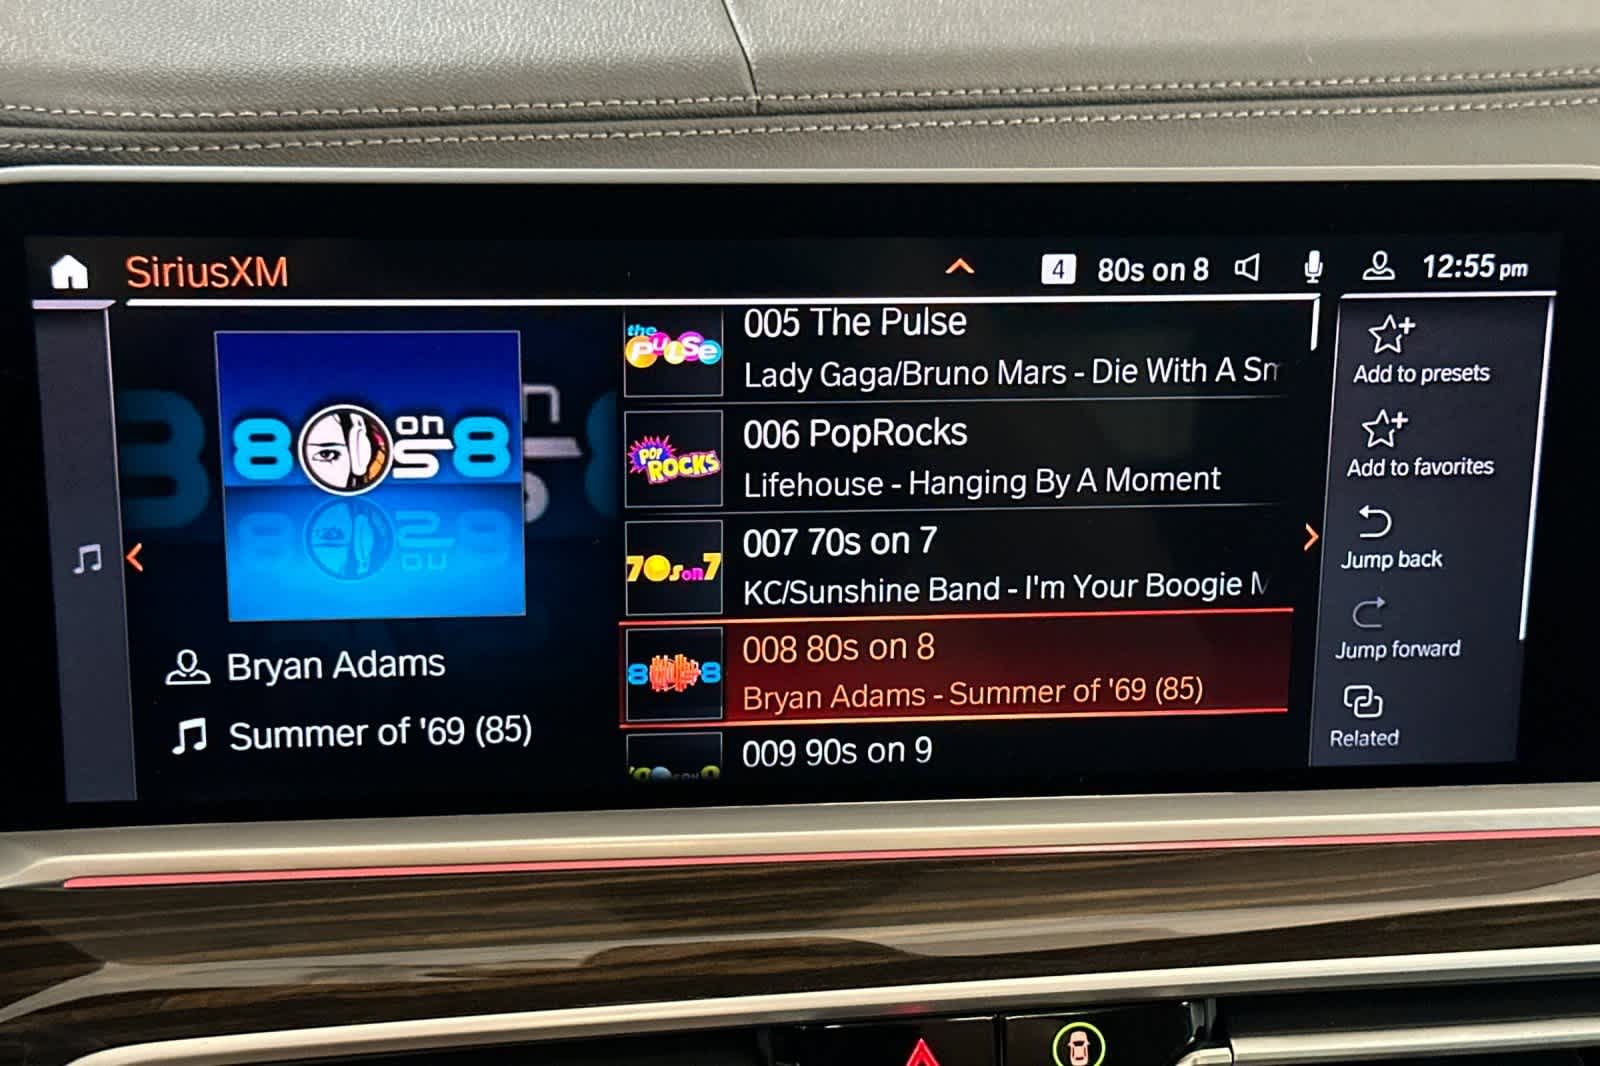 SiriusXM
4 80s on 8 12:55 pm
80s on 8
Bryan Adams
Summer of '69 (85)
the PULSE
005 The Pulse
Lady Gaga/Bruno Mars - Die With A Sm
POP ROCKS
006 PopRocks
Lifehouse - Hanging By A Moment
70s on 7
007 70s on 7
KC/Sunshine Band - I'm Your Boogie M
8 8
008 80s on 8
Bryan Adams - Summer of '69 (85)
009 90s on 9
Add to presets
Add to favorites
Jump back
Jump forward
Related